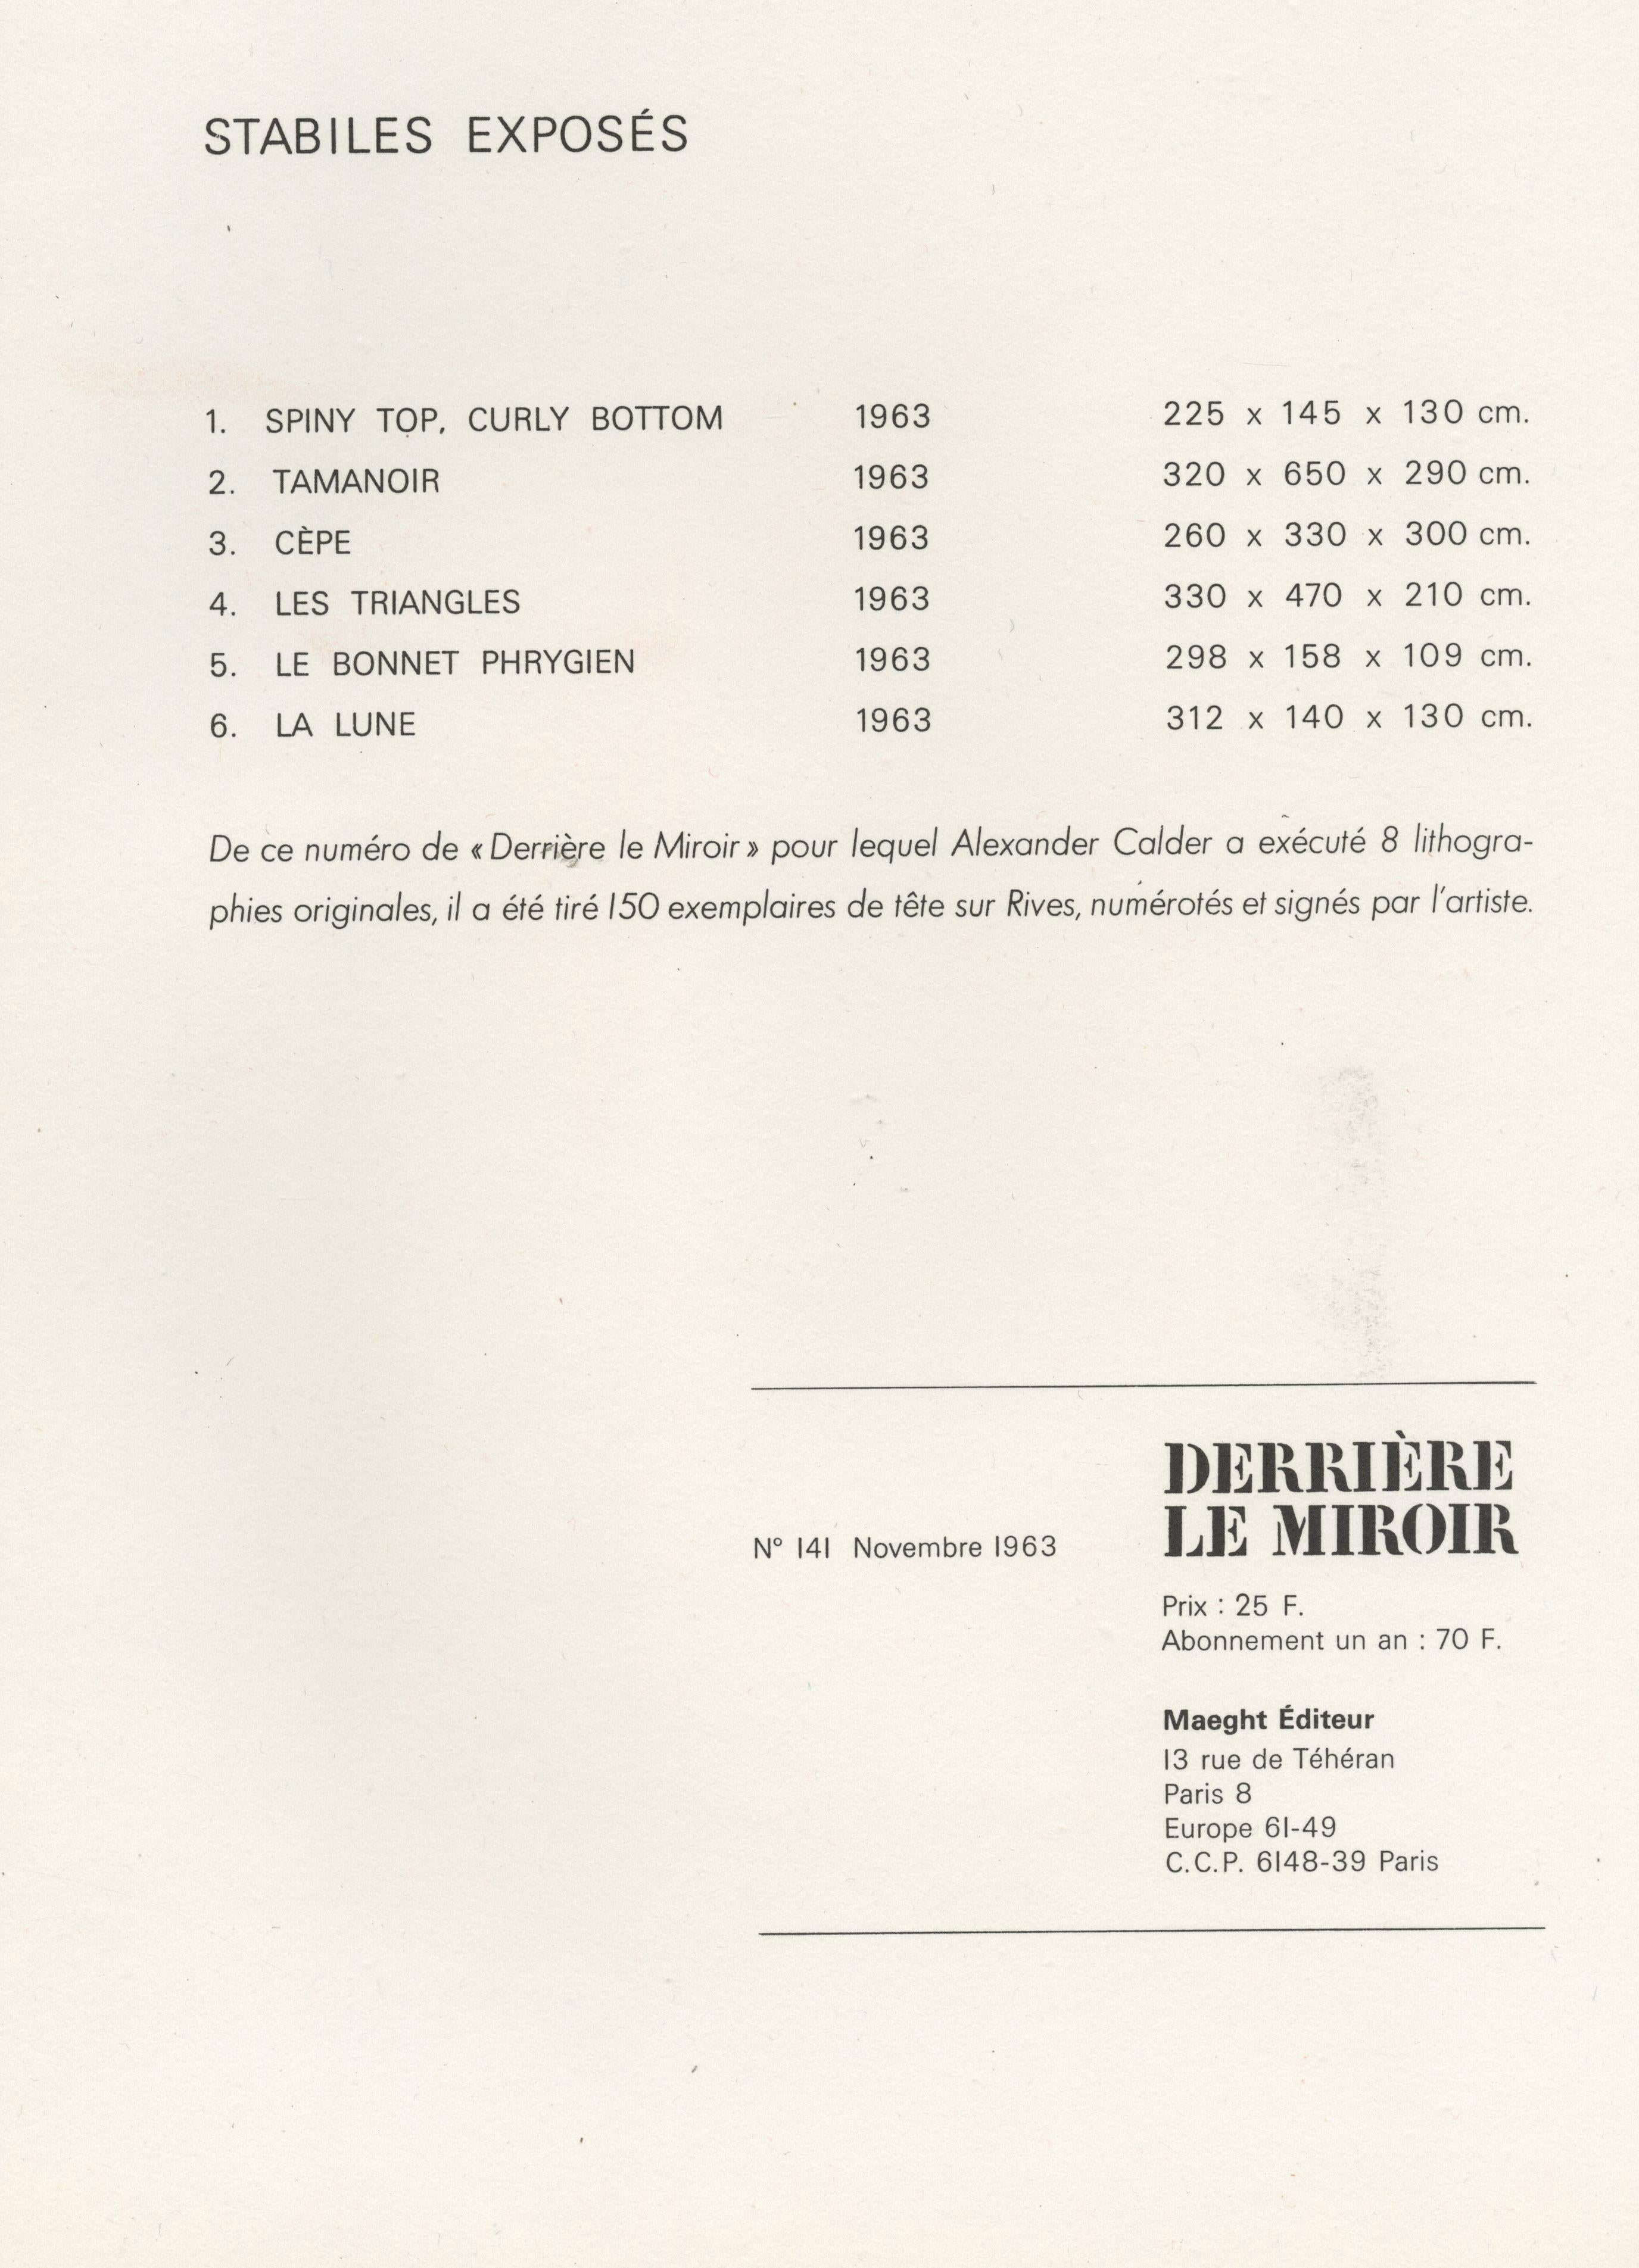 STABILES EXPOSÉS
1. SPINY TOP, CURLY BOTTOM 1963 225 x 145 x 130 cm.
2. TAMANOIR 1963 320 x 650 x 290 cm.
3. CÈPE 1963 260 x 330 x 300 cm.
4. LES TRIANGLES 1963 330 x 470 x 210 cm.
5. LE BONNET PHRYGIEN 1963 298 x 158 x 109 cm.
6. LA LUNE 1963 312 x 140 x 130 cm.
De ce numéro de « Derrière le Miroir » pour lequel Alexander Calder a exécuté 8 lithogra-
phies originales, il a été tiré 150 exemplaires de tête sur Rives, numérotés et signés par l'artiste.
DERRIÈRE
LE MIROIR
N° 141 Novembre 1963
Prix : 25 F.
Abonnement un an : 70 F.
Maeght Éditeur
13 rue de Téhéran
Paris 8
Europe 61-49
C.C.P. 6148-39 Paris